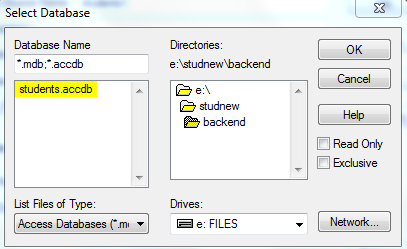 Select Database
Database Name
*.mdb;*.accdb
students.accdb
List Files of Type:
Access Databases (*.m
Directories:
e:\studnew\backend
e:\
studnew
backend
Drives:
e: FILES
OK
Cancel
Help
Read Only
Exclusive
Network...